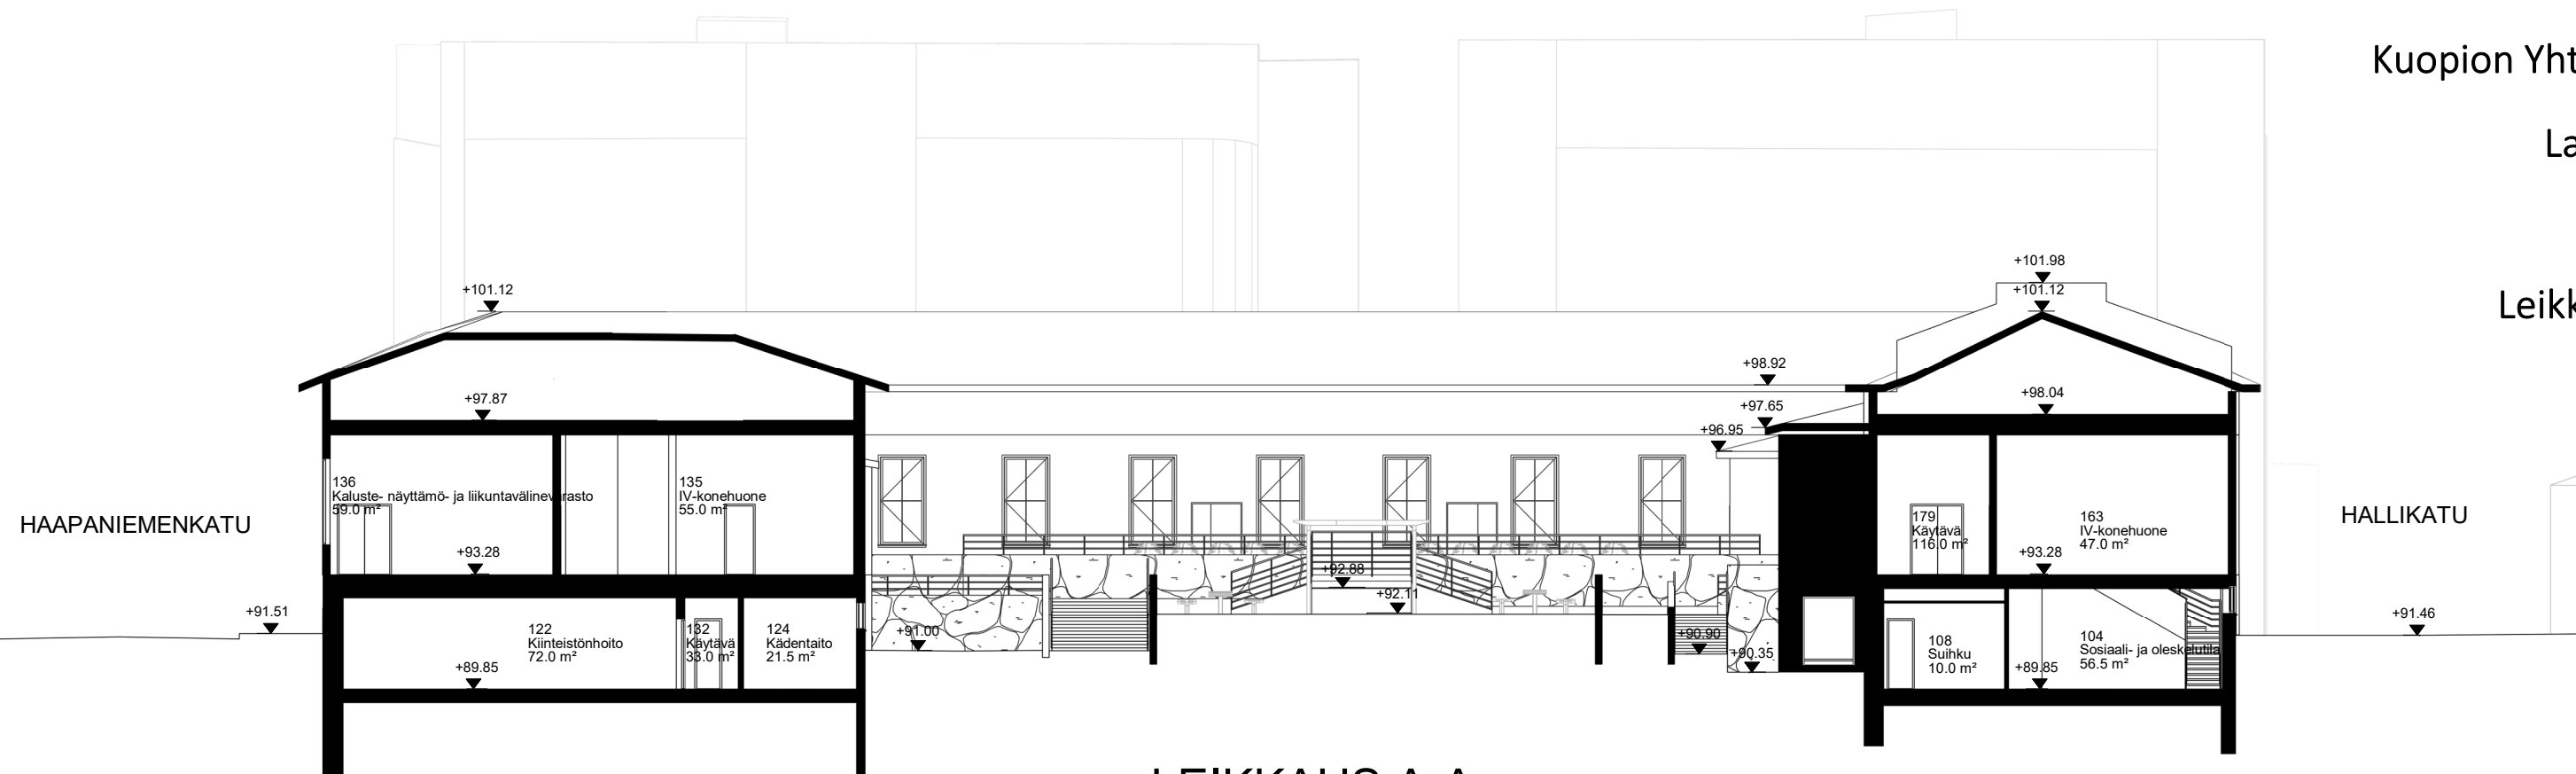 Kuopion Yht
La
Leikk
+101.98
+101.12
+101.12
+98.92
+97.87
+98.04
+97.65
+96.95
136
Kaluste- näyttämö- ja liikuntavälinevarasto
59.0 m²
135
IV-konehuone
55.0 m²
HAAPANIEMENKATU
HALLIKATU
179
Käytävä
116.0 m²
163
IV-konehuone
47.0 m²
+93.28
+93.28
+92.88
+92.11
+91.51
+91.46
122
Kiinteistönhoito
72.0 m²
132
Käytävä
33.0 m²
124
Kädentaito
21.5 m²
+91.00
+90.90
+90.35
108
Suihku
10.0 m²
104
Sosiaali- ja oleskelutila
56.5 m²
+89.85
+89.85
LEIKKAUS A-A